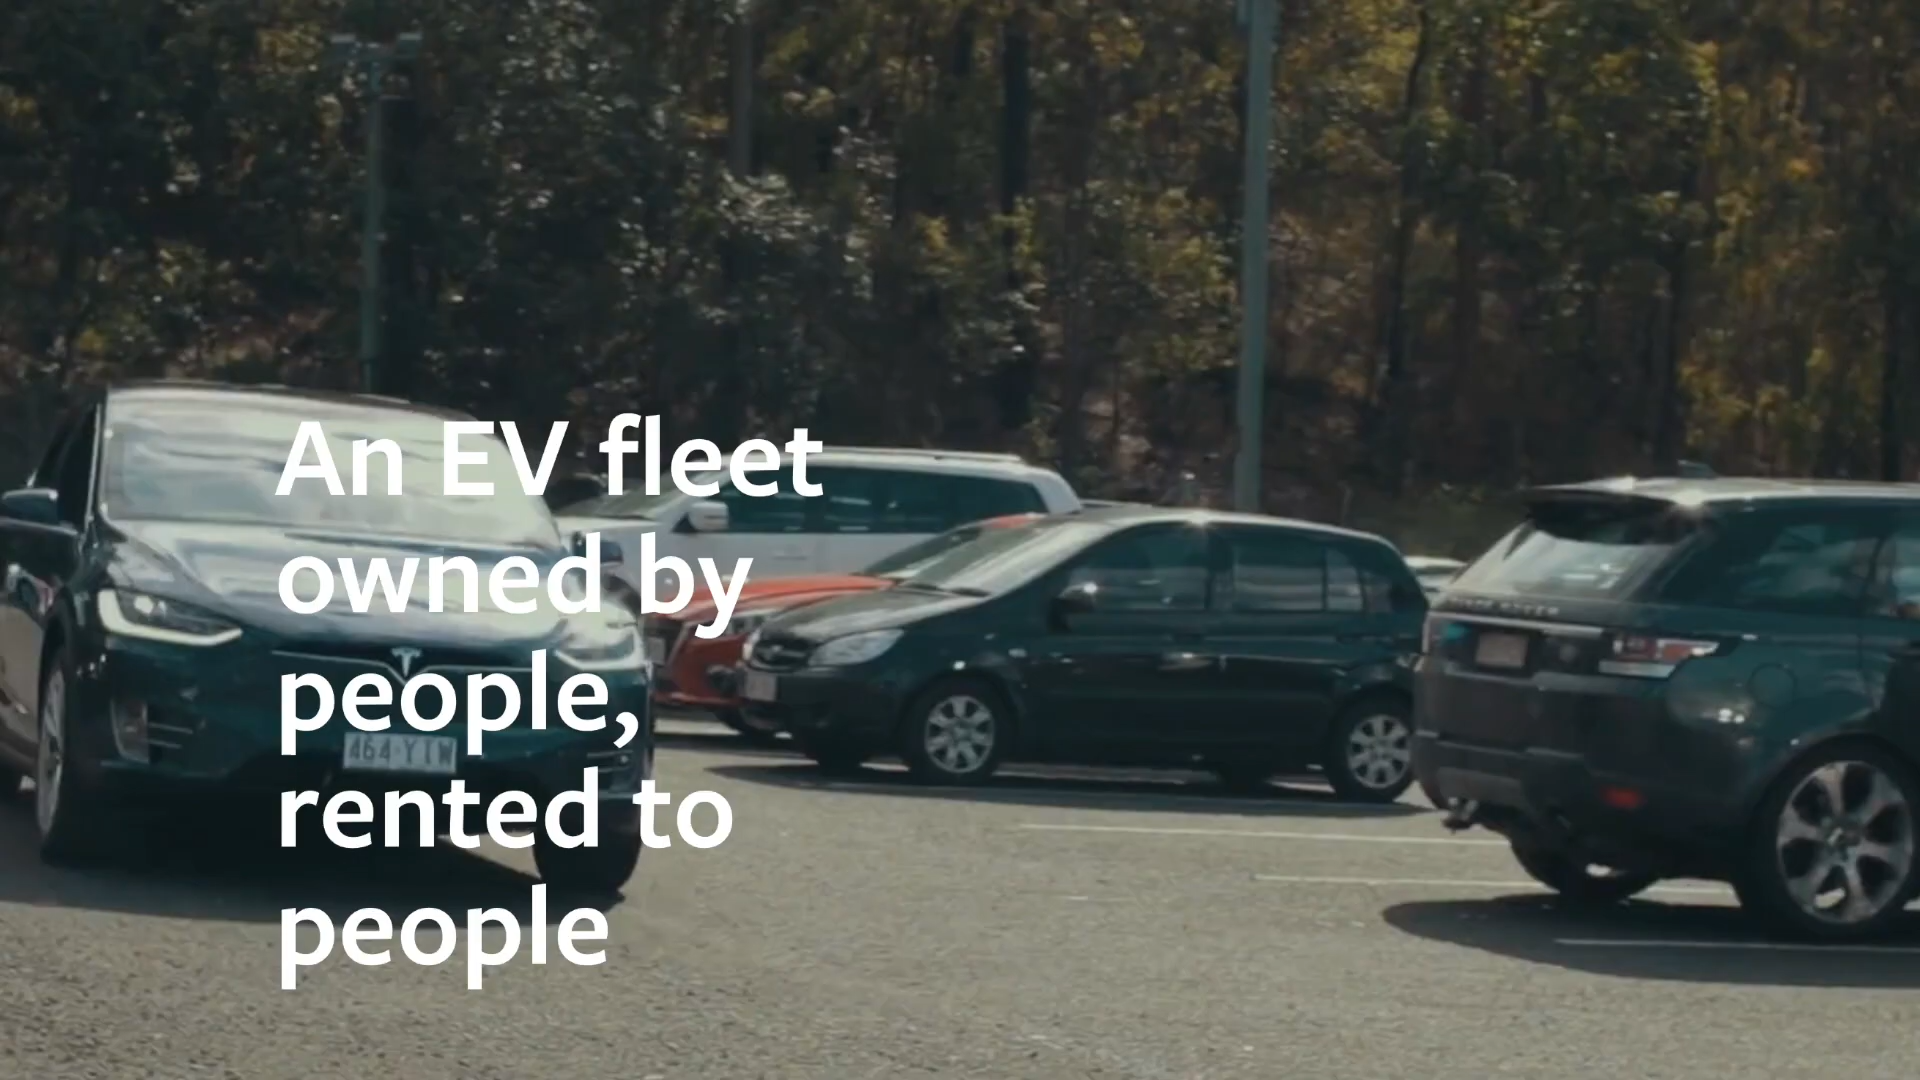 An EV fleet
owned by
people,
rented to
people
464·YIW